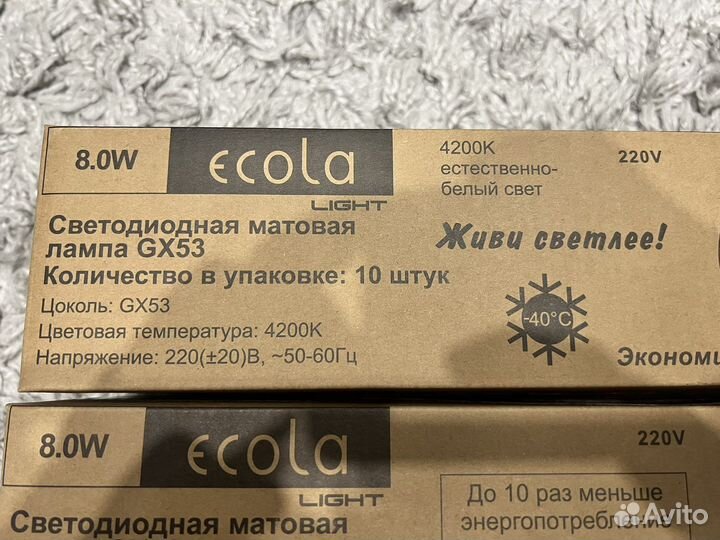 8.0W
ecola
LIGHT
4200K
естественно-
белый свет
220V
Светодиодная матовая
лампа GX53
Количество в упаковке: 10 штук
Живи светлее!
Цоколь: GX53
Цветовая температура: 4200K
Напряжение: 220(±20)В, ~50-60Гц
-40°C
Экономи
8.0W
ecola
LIGHT
220V
Светодиодная матовая
До 10 раз меньше
энергопотребление
Avito